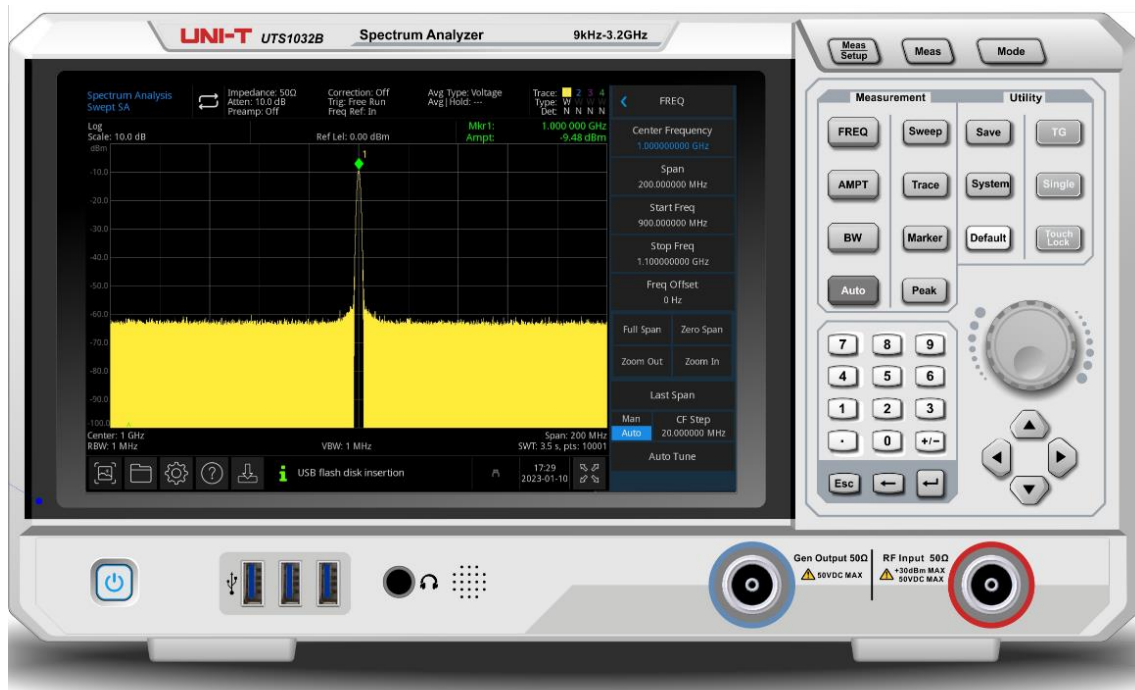 UNI-T UTS1032B Spectrum Analyzer 9kHz-3.2GHz
Spectrum Analysis
Swept SA
Impedance: 50Ω
Atten: 10.0 dB
Preamp: Off
Correction: Off
Trig: Free Run
Freq Ref: In
Avg Type: Voltage
Avg|Hold: ---
Trace: 2 3 4
Type: W W W W
Det: N N N N
Log
Scale: 10.0 dB
Ref Lel: 0.00 dBm
Mkr1: 1.000 000 GHz
Ampt: -9.48 dBm
dBm
1
-10.0
-20.0
-30.0
-40.0
-50.0
-60.0
-70.0
-80.0
-90.0
-100.0
Center: 1 GHz
RBW: 1 MHz
VBW: 1 MHz
Span: 200 MHz
SWT: 3.5 s, pts: 10001
USB flash disk insertion
17:29
2023-01-10
FREQ
Center Frequency
1.000000000 GHz
Span
200.000000 MHz
Start Freq
900.000000 MHz
Stop Freq
1.100000000 GHz
Freq Offset
0 Hz
Full Span Zero Span
Zoom Out Zoom In
Last Span
Man CF Step
Auto 20.000000 MHz
Auto Tune
Meas
Setup
Meas
Mode
Measurement
Utility
FREQ Sweep Save TG
AMPT Trace System Single
BW Marker Default Touch
Lock
Auto Peak
7 8 9
4 5 6
1 2 3
. 0 +/-
Esc
Gen Output 50Ω
50VDC MAX
RF Input 50Ω
+30dBm MAX
50VDC MAX